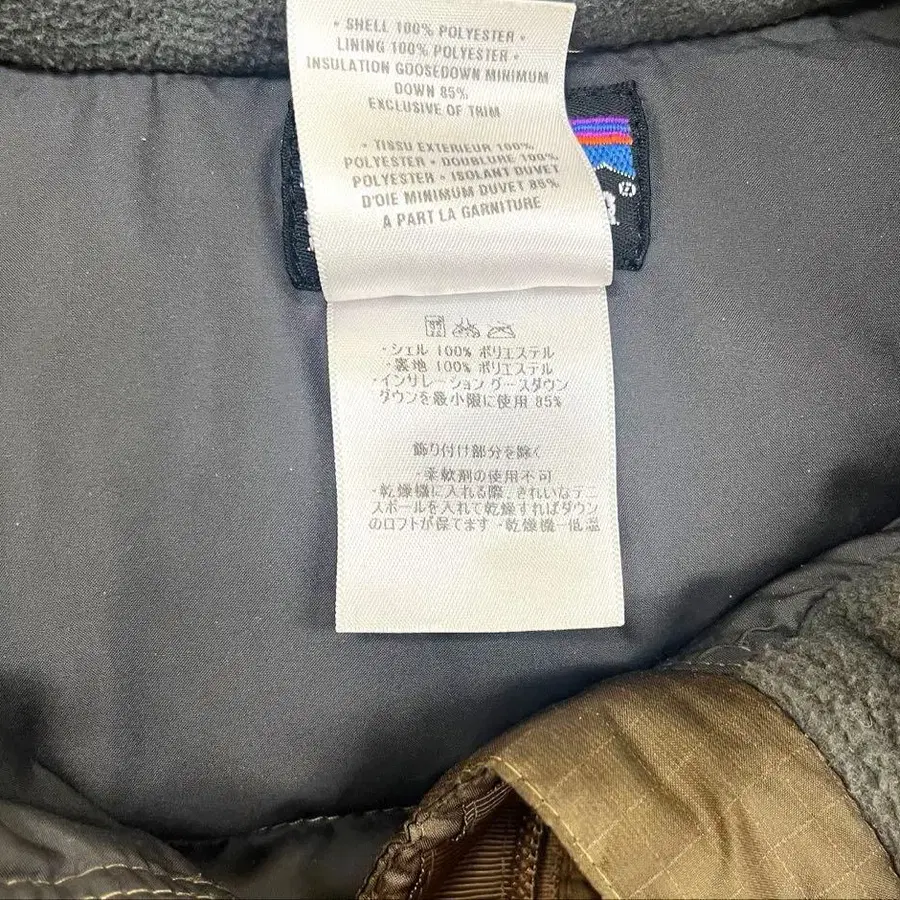 • SHELL 100% POLYESTER •
LINING 100% POLYESTER •
INSULATION GOOSEDOWN MINIMUM
DOWN 85%
EXCLUSIVE OF TRIM
• TISSU EXTERIEUR 100%
POLYESTER • DOUBLURE 100%
POLYESTER • ISOLANT DUVET
D'OIE MINIMUM DUVET 85%
A PART LA GARNITURE
・シェル 100% ポリエステル
・裏地 100% ポリエステル
・インサレーション グースダウン
ダウンを最小限に使用 85%
飾り付け部分を除く
・柔軟剤の使用不可
・乾燥機に入れる際、きれいなテニ
スボールを入れて乾燥すればダウン
のロフトが保てます ・乾燥機－低温